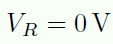 V_R = 0 V